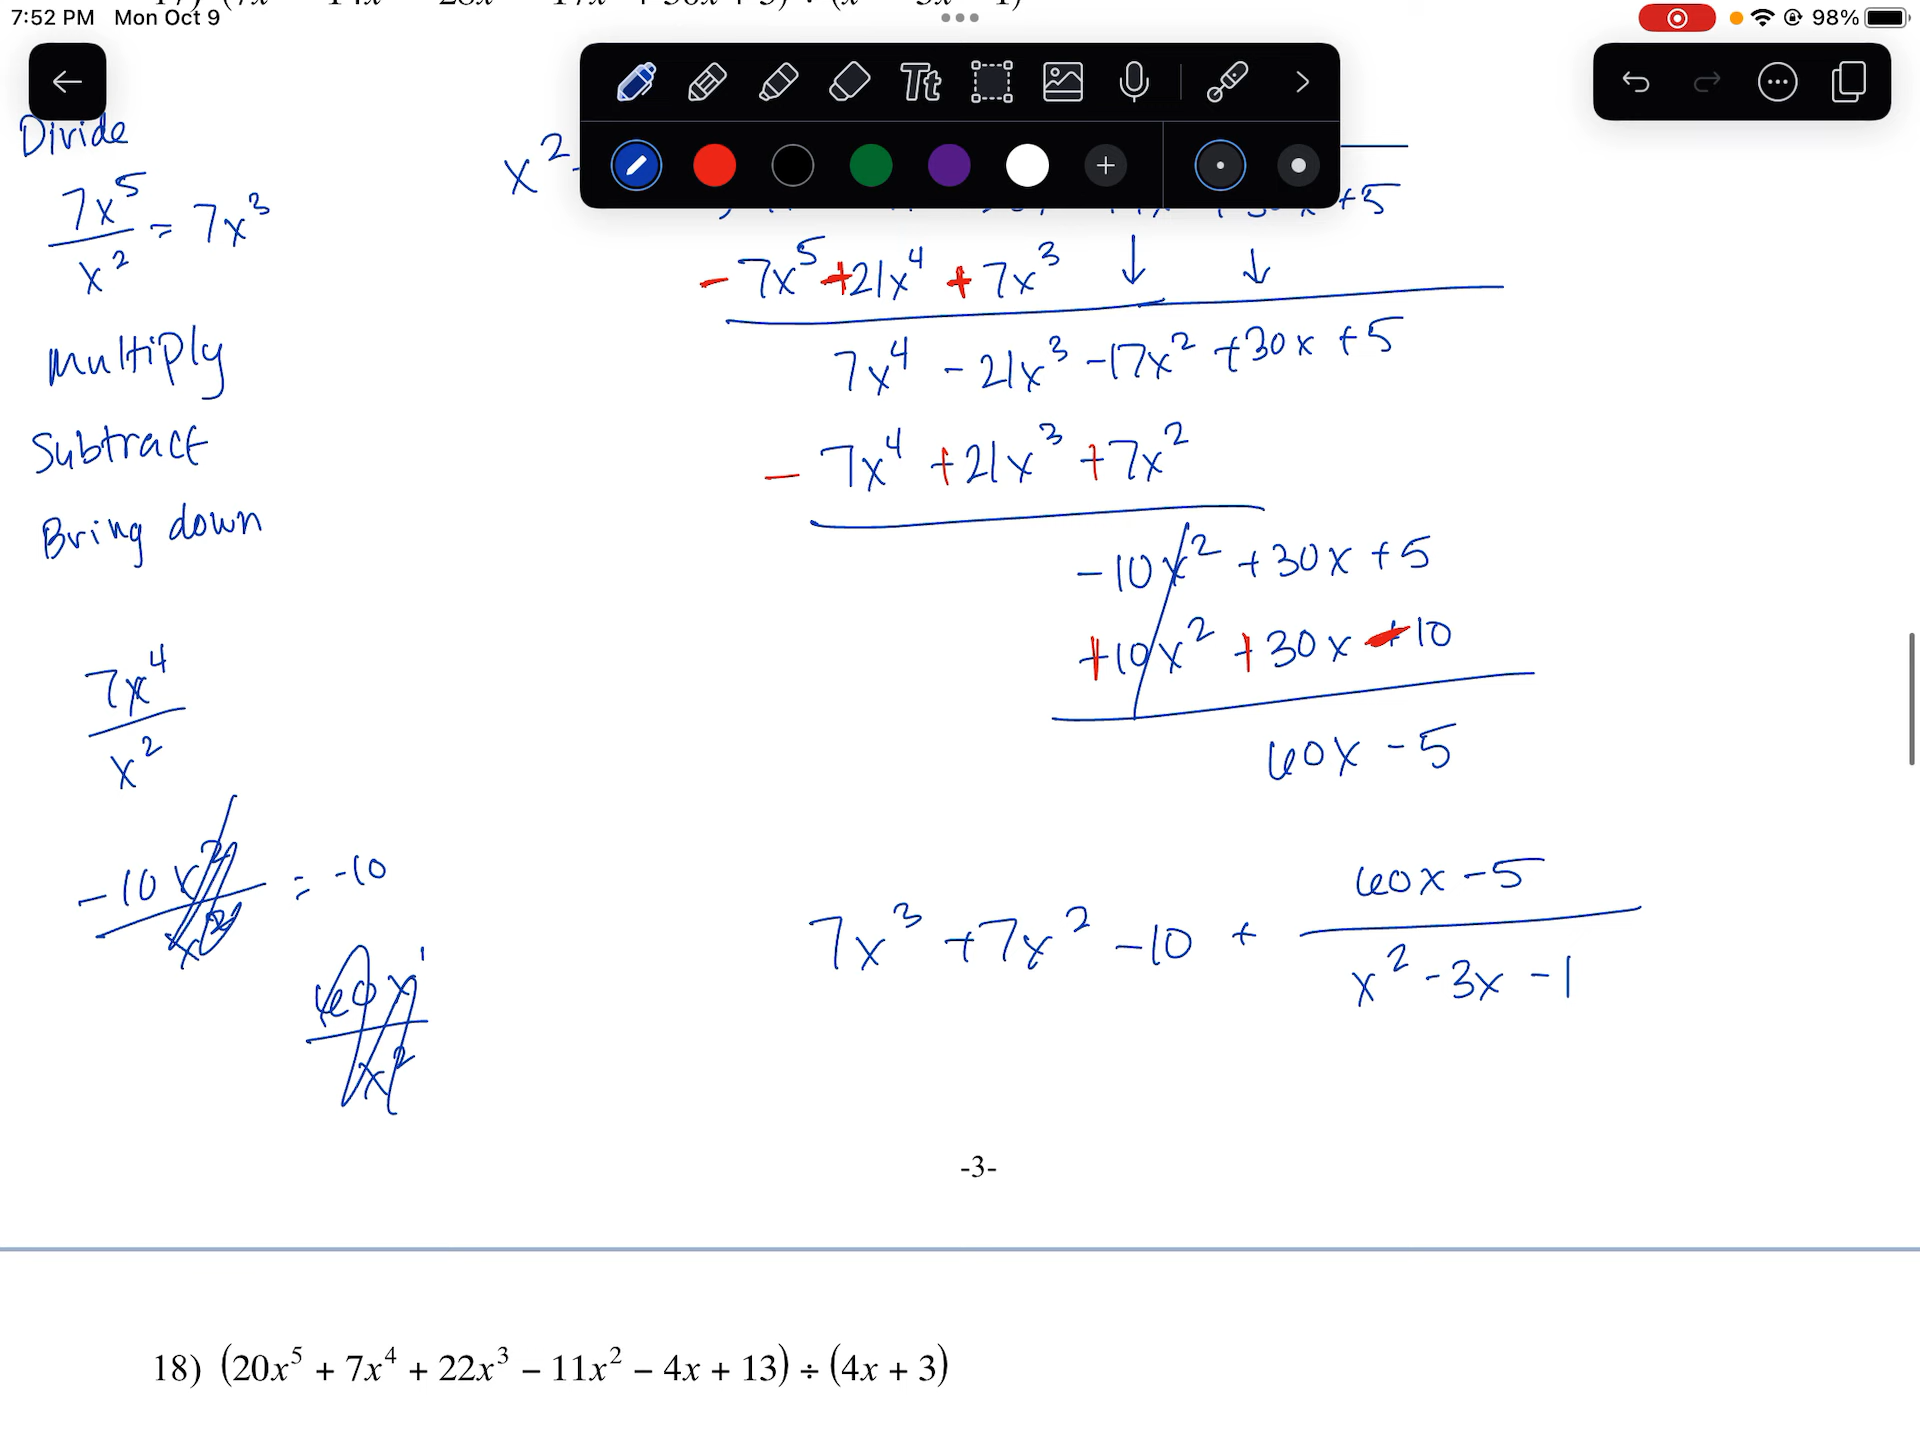 7:52 PM Mon Oct 9
98%
Tt
Divide
7x^5/x^2 = 7x^3
x^2-
+5
- 7x^5 +21x^4 + 7x^3 ↓ ↓
7x^4 - 21x^3 -17x^2 +30x +5
Multiply
- 7x^4 +21x^3 +7x^2
Subtract
Bring down
-10x^2 +30x +5
+10x^2 +30x -10
7x^4/x^2
60x -5
-10x^2/x^2 = -10
7x^3 +7x^2 -10 + (60x -5)/(x^2 -3x -1)
60x^1/x^2
-3-
18) (20x^5 + 7x^4 + 22x^3 − 11x^2 − 4x + 13) ÷ (4x + 3)